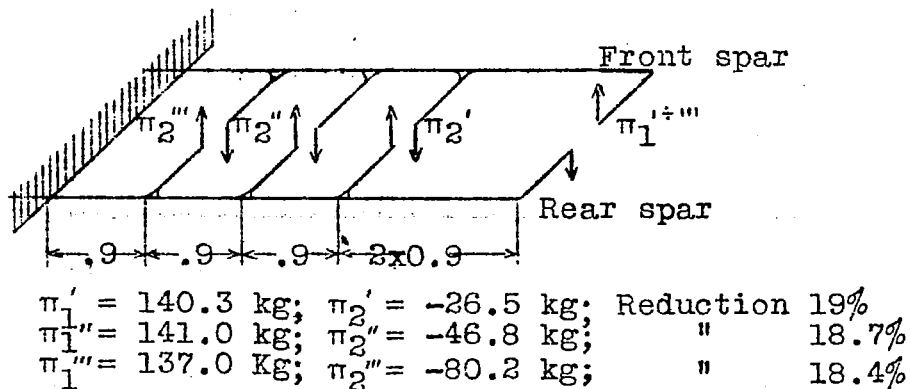 Front spar
π₂''' π₂'' π₂' π₁'÷'''
Rear spar
.9 .9 .9 2x0.9
π₁' = 140.3 kg; π₂' = -26.5 kg; Reduction 19%
π₁'' = 141.0 kg; π₂'' = -46.8 kg; " 18.7%
π₁''' = 137.0 Kg; π₂''' = -80.2 kg; " 18.4%